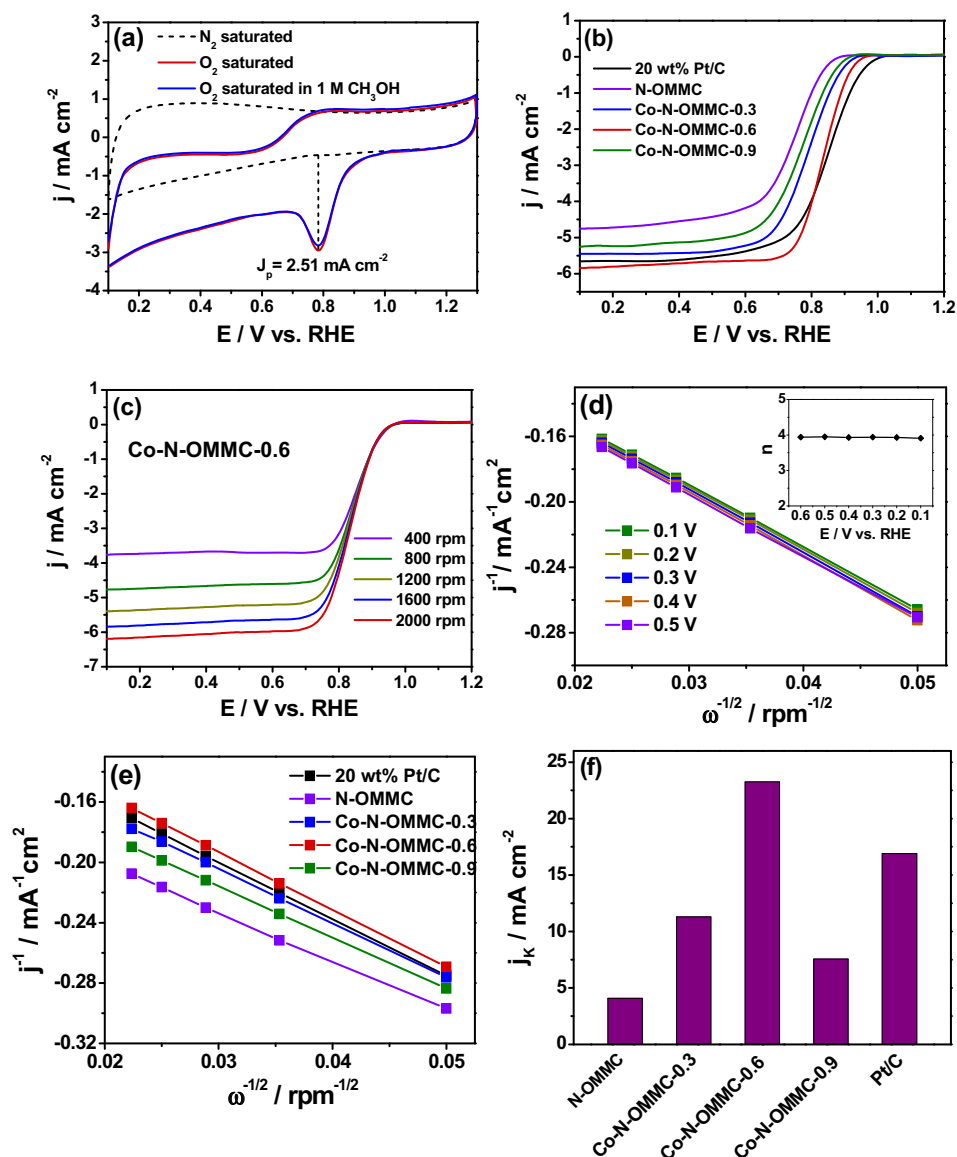 (a)
N2 saturated
O2 saturated
O2 saturated in 1 M CH3OH
Jp = 2.51 mA cm-2
j / mA cm-2
3
2
1
0
-1
-2
-3
-4
0.2 0.4 0.6 0.8 1.0 1.2
E / V vs. RHE
(b)
20 wt% Pt/C
N-OMMC
Co-N-OMMC-0.3
Co-N-OMMC-0.6
Co-N-OMMC-0.9
j / mA cm-2
1
0
-1
-2
-3
-4
-5
-6
0.2 0.4 0.6 0.8 1.0 1.2
E / V vs. RHE
(c)
Co-N-OMMC-0.6
400 rpm
800 rpm
1200 rpm
1600 rpm
2000 rpm
j / mA cm-2
1
0
-1
-2
-3
-4
-5
-6
-7
0.2 0.4 0.6 0.8 1.0 1.2
E / V vs. RHE
(d)
n
5
4
3
2
0.6 0.5 0.4 0.3 0.2 0.1
E / V vs. RHE
0.1 V
0.2 V
0.3 V
0.4 V
0.5 V
j-1/ mA-1cm2
-0.16
-0.20
-0.24
-0.28
0.02 0.03 0.04 0.05
ω-1/2 / rpm-1/2
(e)
20 wt% Pt/C
N-OMMC
Co-N-OMMC-0.3
Co-N-OMMC-0.6
Co-N-OMMC-0.9
j-1 / mA-1cm2
-0.16
-0.20
-0.24
-0.28
-0.32
0.02 0.03 0.04 0.05
ω-1/2 / rpm-1/2
(f)
jK / mA cm-2
25
20
15
10
5
0
N-OMMC
Co-N-OMMC-0.3
Co-N-OMMC-0.6
Co-N-OMMC-0.9
Pt/C